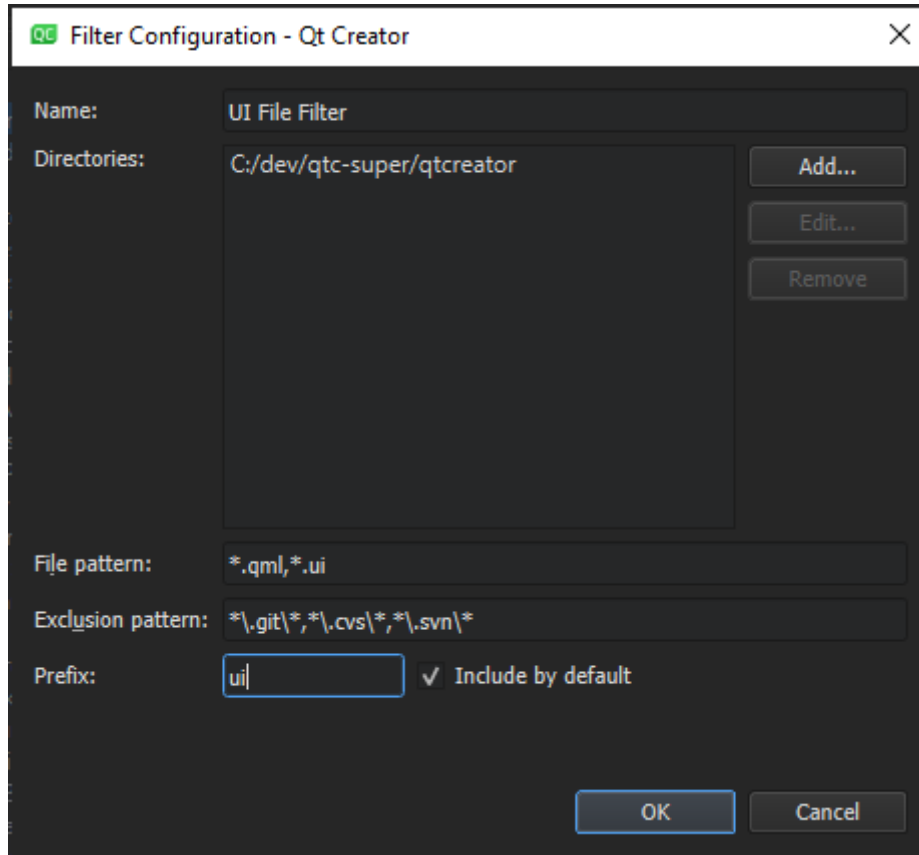 QC Filter Configuration - Qt Creator
Name: UI File Filter
Directories: C:/dev/qtc-super/qtcreator Add...
Edit...
Remove
File pattern: *.qml,*.ui
Exclusion pattern: *\.git\*,*\.cvs\*,*\.svn\*
Prefix: ui Include by default
OK Cancel